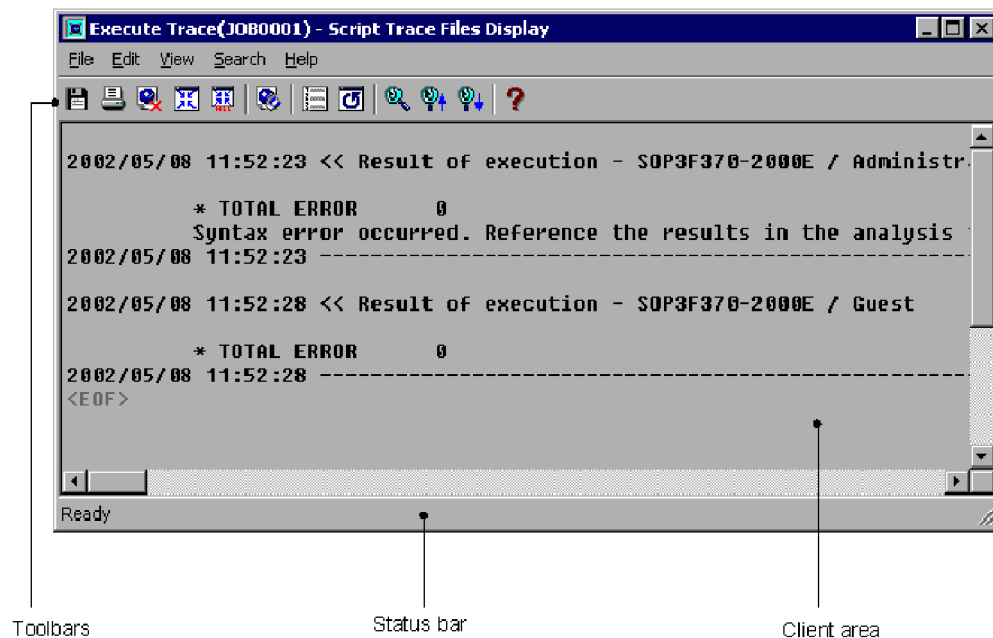 Execute Trace(JOB0001) - Script Trace Files Display
File Edit View Search Help
ALL ?
2002/05/08 11:52:23 << Result of execution - SOP3F370-2000E / Administr
* TOTAL ERROR 0
Syntax error occurred. Reference the results in the analysis
2002/05/08 11:52:23 --------------------------------------------------
2002/05/08 11:52:28 << Result of execution - SOP3F370-2000E / Guest
* TOTAL ERROR 0
2002/05/08 11:52:28 --------------------------------------------------
<EOF>
Ready
Toolbars
Status bar
Client area